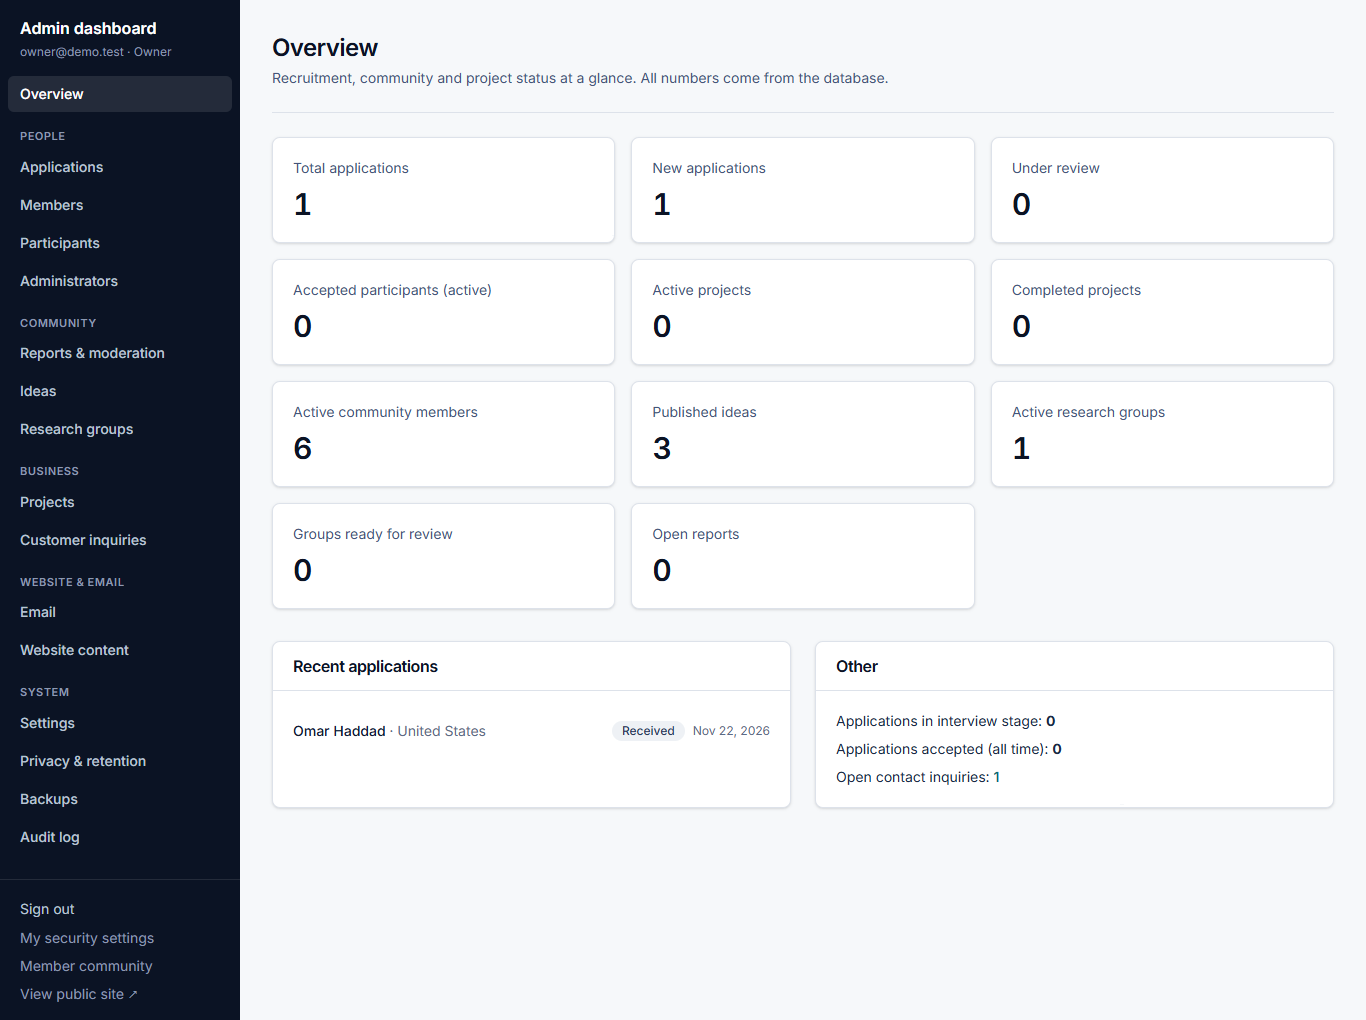 Admin dashboard
owner@demo.test · Owner
Overview
PEOPLE
Applications
Members
Participants
Administrators
COMMUNITY
Reports & moderation
Ideas
Research groups
BUSINESS
Projects
Customer inquiries
WEBSITE & EMAIL
Email
Website content
SYSTEM
Settings
Privacy & retention
Backups
Audit log
Sign out
My security settings
Member community
View public site ↗
Overview
Recruitment, community and project status at a glance. All numbers come from the database.
Total applications
1
New applications
1
Under review
0
Accepted participants (active)
0
Active projects
0
Completed projects
0
Active community members
6
Published ideas
3
Active research groups
1
Groups ready for review
0
Open reports
0
Recent applications
Omar Haddad · United States
Received
Nov 22, 2026
Other
Applications in interview stage: 0
Applications accepted (all time): 0
Open contact inquiries: 1